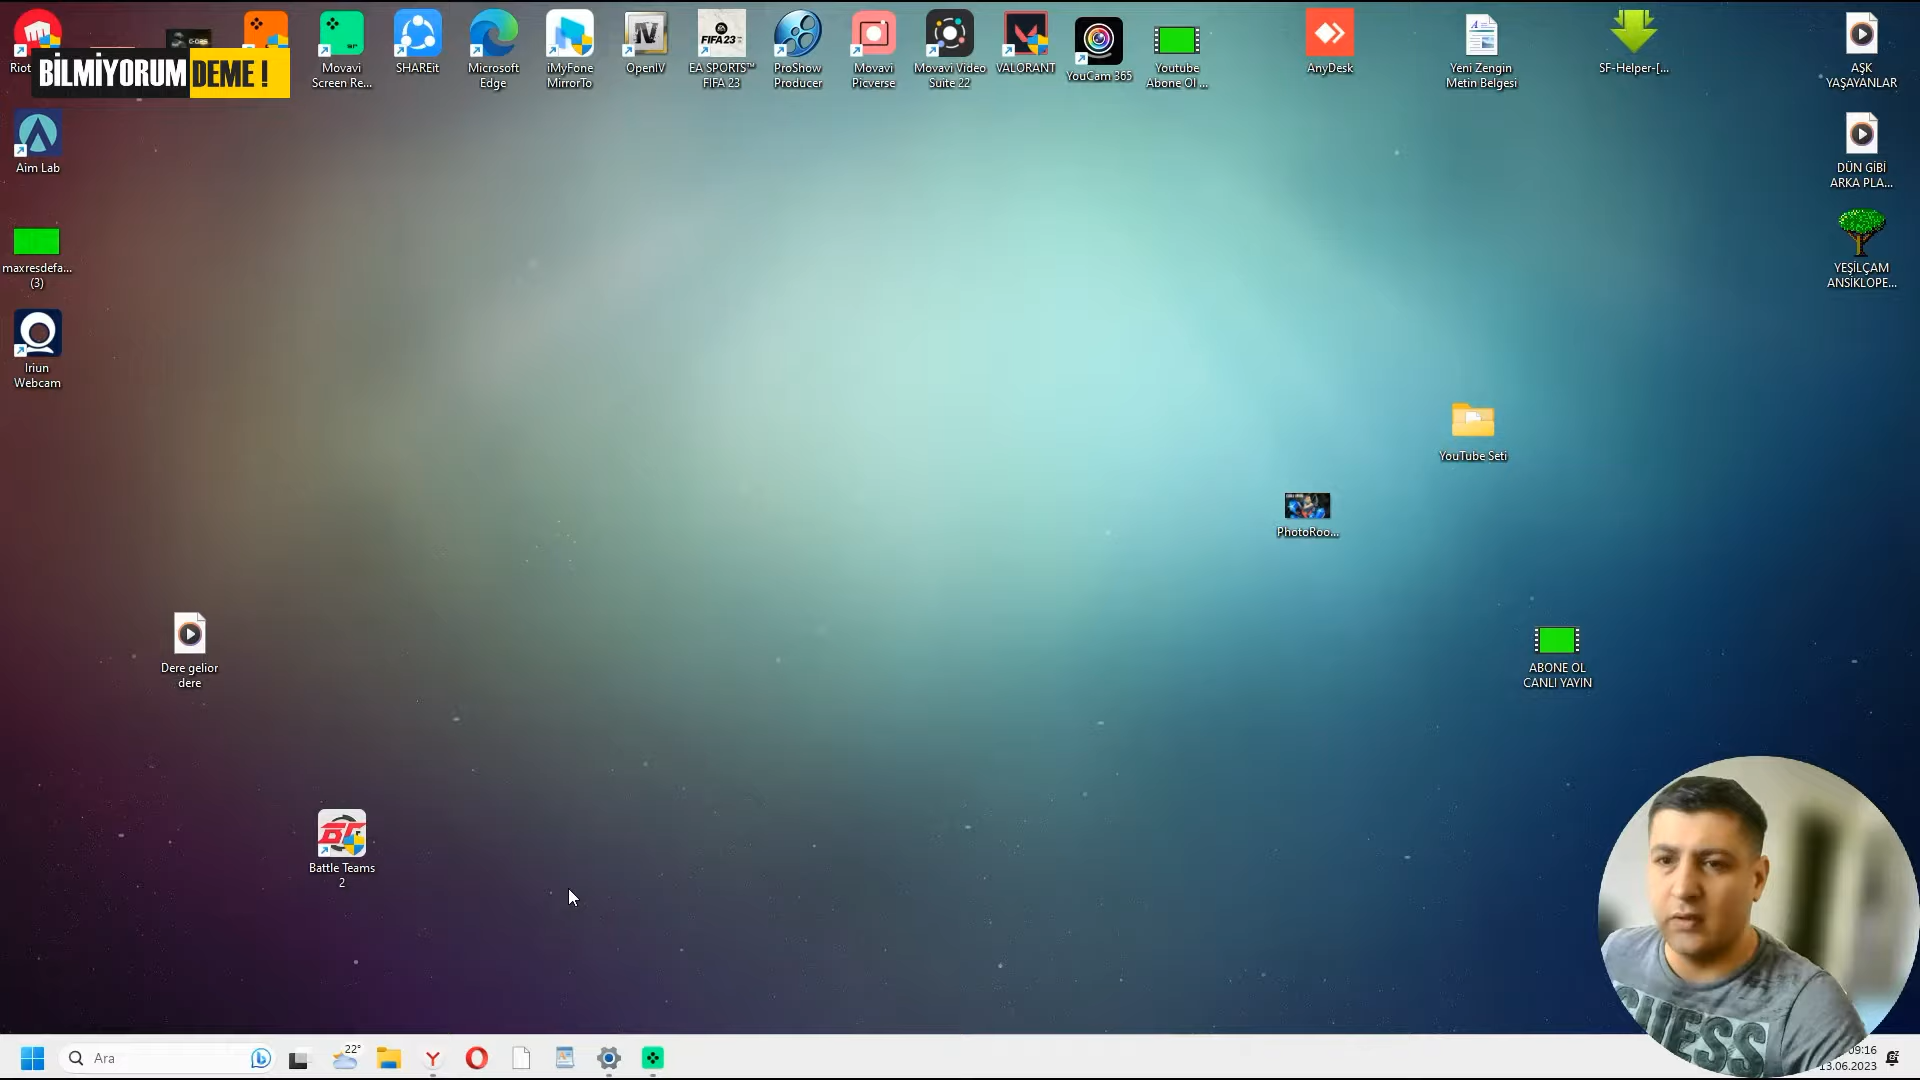 BİLMİYORUM DEME !
Movavi
Screen Re...
SHAREit
Microsoft
Edge
iMyFone
MirrorTo
OpenIV
EA SPORTS™
FIFA 23
ProShow
Producer
Movavi
Picverse
Movavi Video
Suite 22
VALORANT
YouCam 365
Youtube
Abone Ol ...
AnyDesk
Yeni Zengin
Metin Belgesi
SF-Helper-[...
AŞK
YAŞAYANLAR
Aim Lab
DÜN GİBİ
ARKA PLA...
maxresdefa...
(3)
YEŞİLÇAM
ANSİKLOPE...
Iriun
Webcam
YouTube Seti
PhotoRoo...
Dere gelior
dere
ABONE OL
CANLI YAYIN
Battle Teams
2
GUESS
Ara
22°
09:16
13.06.2023